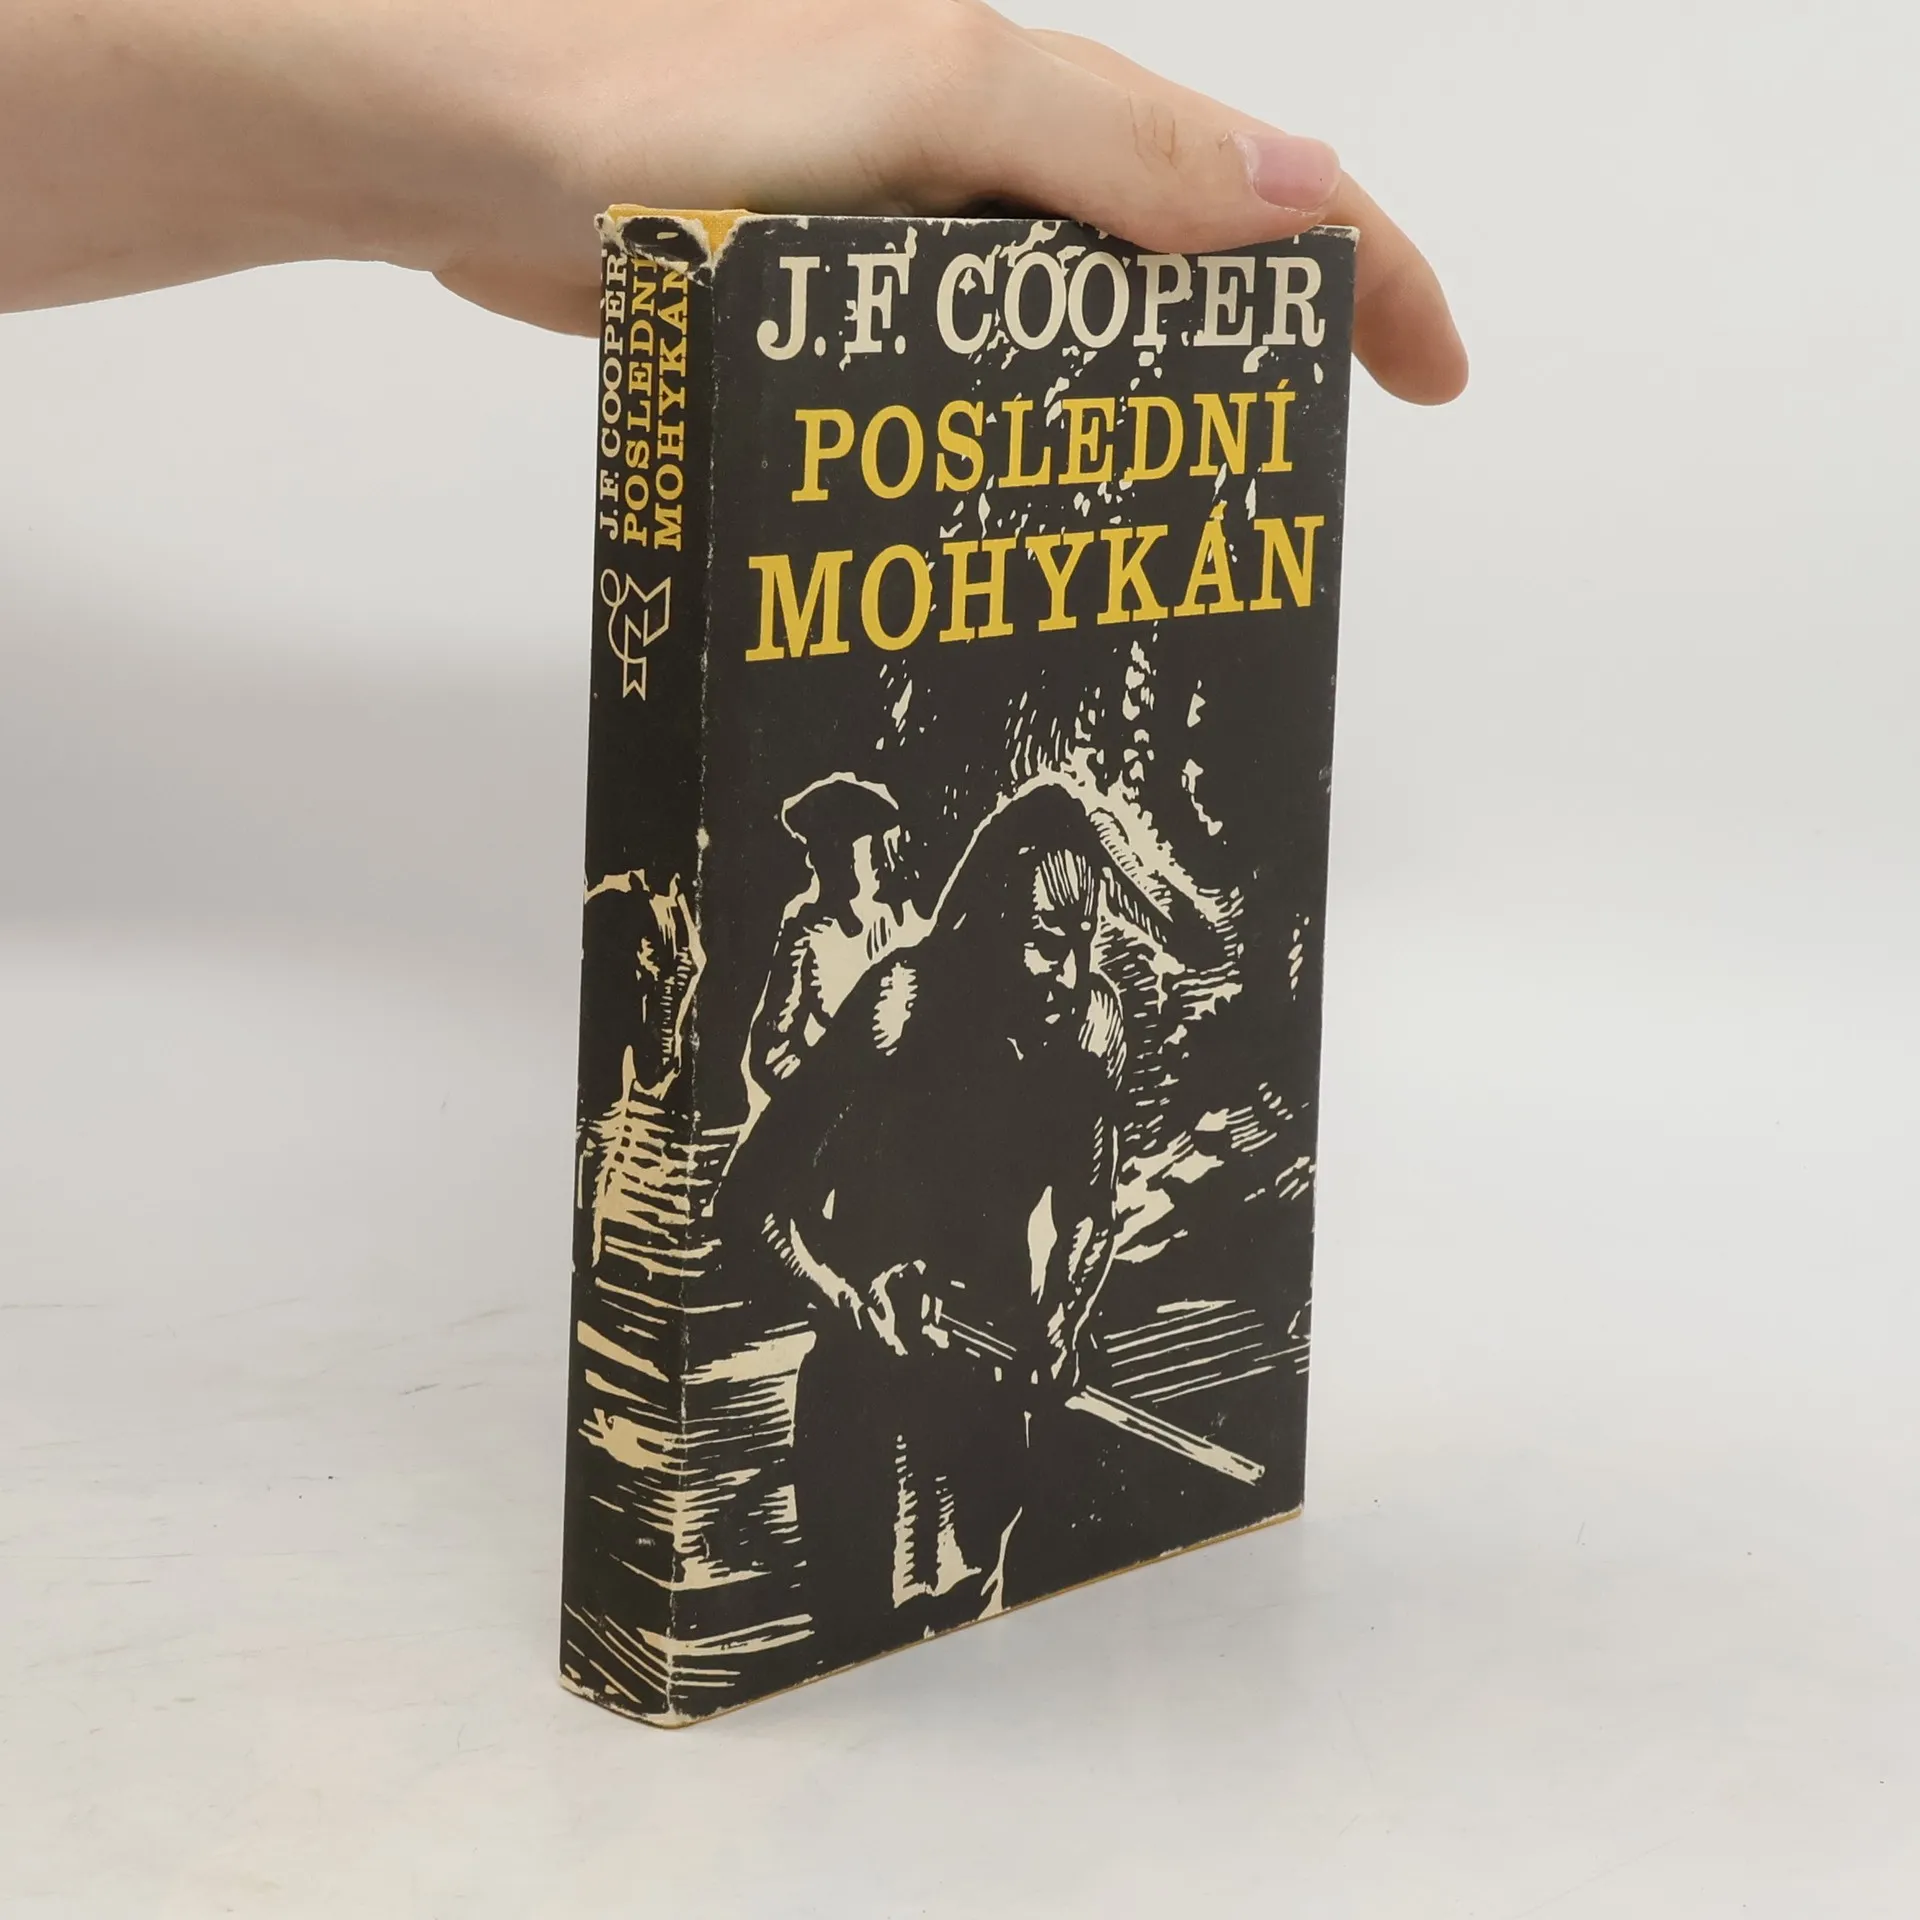 J. F. COOPER
POSLEDNÍ
MOHYKÁN
J. F. COOPER
POSLEDNÍ
MOHYKÁN